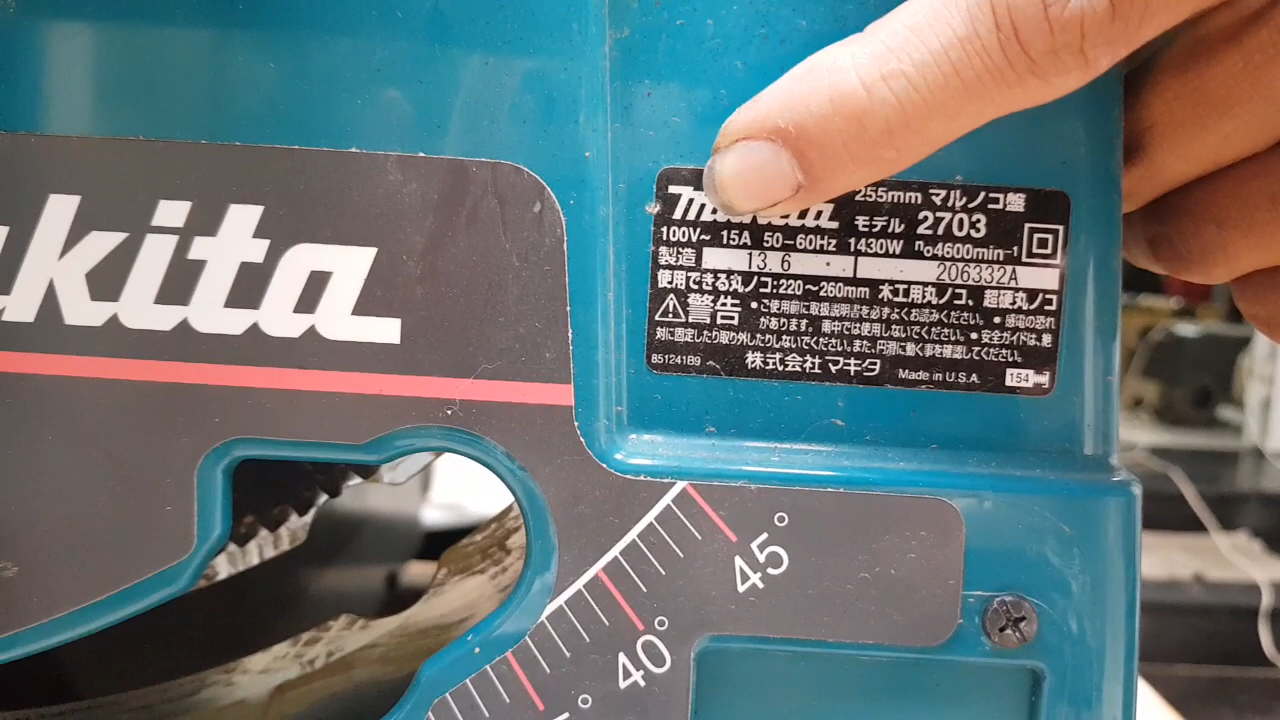 kita
makita
255mm マルノコ盤
モデル 2703
100V~ 15A 50-60Hz 1430W n₀4600min⁻¹
製造 13.6 206332A
使用できる丸ノコ:220~260mm 木工用丸ノコ、超硬丸ノコ
警告 •ご使用前に取扱説明書を必ずよくお読みください。• 感電の恐れ
があります。雨中では使用しないでください。• 安全ガイドは、絶
対に固定したり取り外したりしないでください。また、円滑に動く事を確認してください。
851241B9 株式会社 マキタ Made in U.S.A. 154
45°
40°